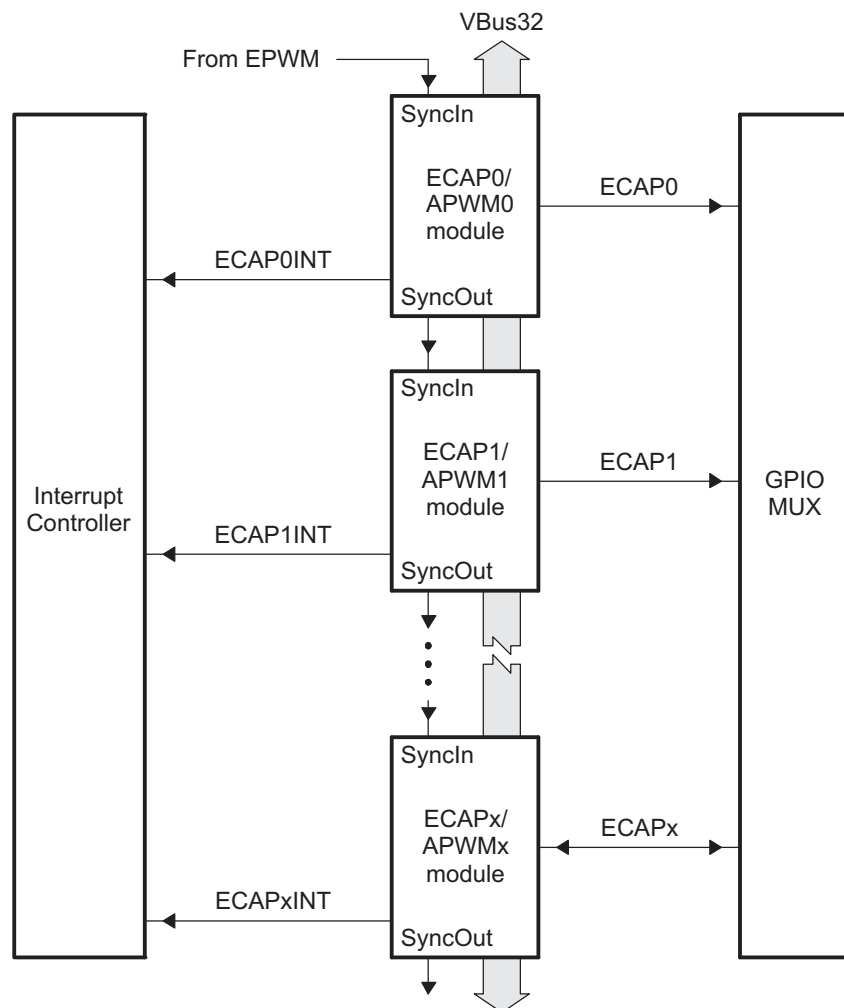 VBus32
From EPWM
SyncIn
ECAP0/
APWM0
module
ECAP0
ECAP0INT
SyncOut
SyncIn
ECAP1/
APWM1
module
ECAP1
GPIO
MUX
Interrupt
Controller
ECAP1INT
SyncOut
SyncIn
ECAPx/
APWMx
module
ECAPx
ECAPxINT
SyncOut